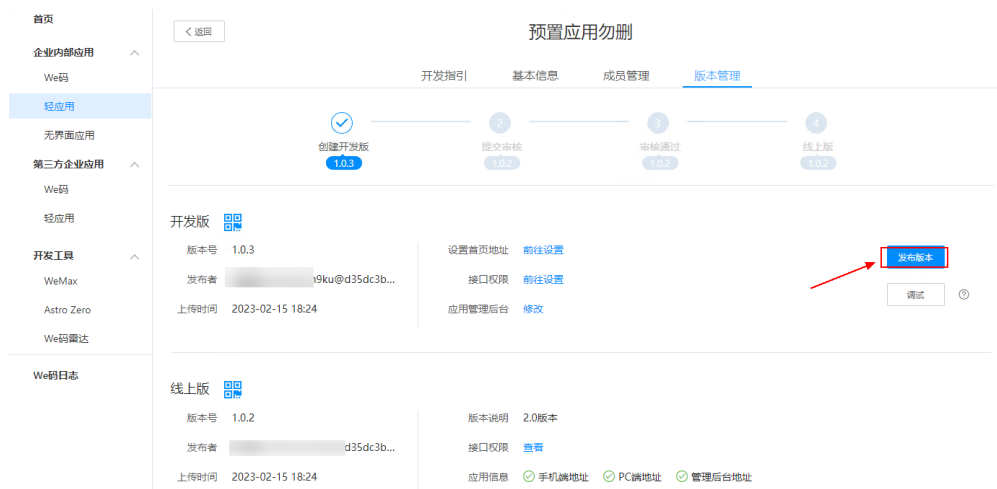 首页
企业内部应用
We码
轻应用
无界面应用
第三方企业应用
We码
轻应用
开发工具
WeMax
Astro Zero
We码雷达
We码日志
返回
预置应用勿删
开发指引 基本信息 成员管理 版本管理
2 3 4
创建开发版 提交审核 审核通过 线上版
1.0.3 1.0.2 1.0.2 1.0.2
开发版
版本号 1.0.3 设置首页地址 前往设置 发布版本
发布者 n9ku@d35dc3b... 接口权限 前往设置 调试
上传时间 2023-02-15 18:24 应用管理后台 修改
线上版
版本号 1.0.2 版本说明 2.0版本
发布者 d35dc3b... 接口权限 查看
上传时间 2023-02-15 18:24 应用信息 手机端地址 PC端地址 管理后台地址